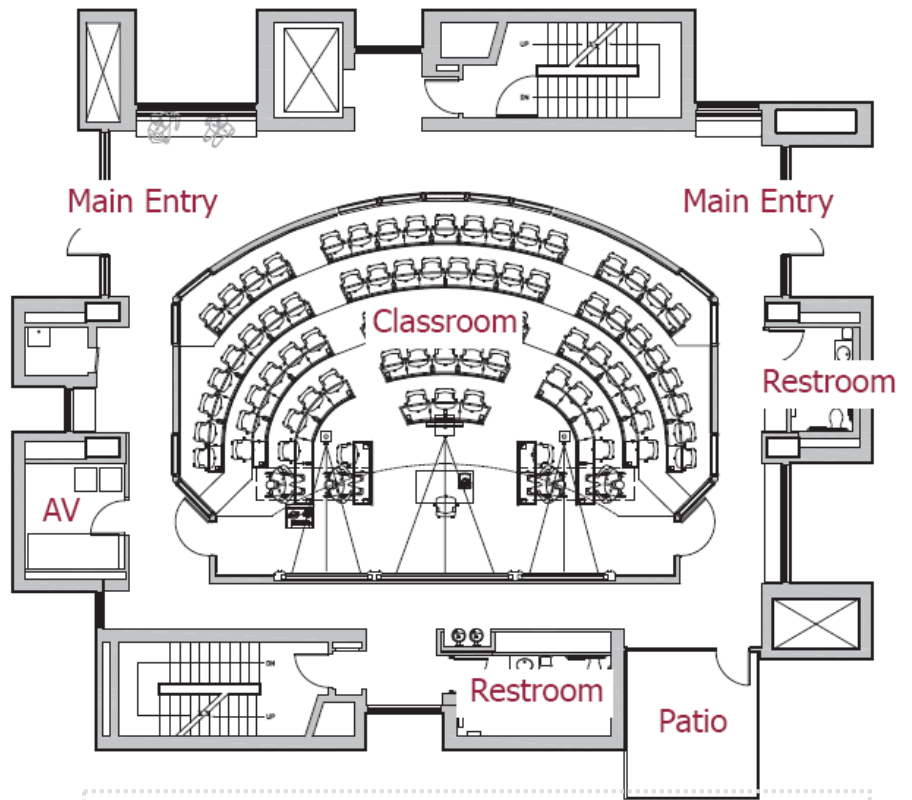 UP
DN
Main Entry
Main Entry
Classroom
Restroom
AV
DN
UP
Restroom
Patio